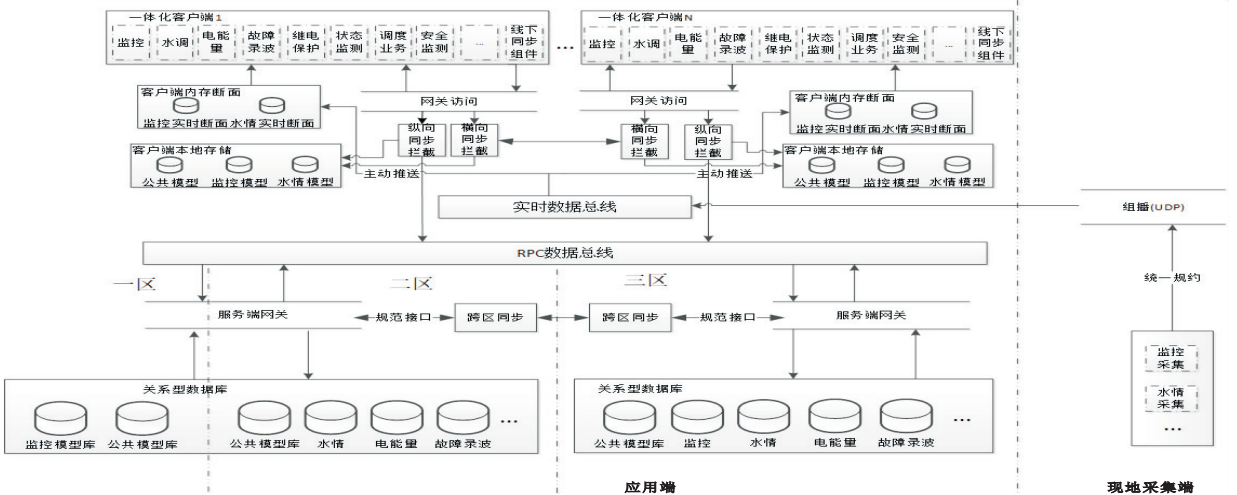 一体化客户端1
监控
水调
电能
量
故障
录波
继电
保护
状态
监测
调度
业务
安全
监测
...
线下
同步
组件
...
一体化客户端N
监控
水调
电能
量
故障
录波
继电
保护
状态
监测
调度
业务
安全
监测
...
线下
同步
组件
客户端内存断面
监控实时断面
水情实时断面
网关访问
网关访问
客户端内存断面
监控实时断面
水情实时断面
纵向
同步
拦截
横向
同步
拦截
横向
同步
拦截
纵向
同步
拦截
客户端本地存储
公共模型
监控模型
水情模型
客户端本地存储
公共模型
监控模型
水情模型
主动推送
主动推送
实时数据总线
组播(UDP)
RPC数据总线
一区
二区
三区
统一规约
服务端网关
规范接口
跨区同步
跨区同步
规范接口
服务端网关
监控
采集
水情
采集
...
关系型数据库
监控模型库
公共模型库
公共模型库
水情
电能量
故障录波
...
关系型数据库
公共模型库
监控
水情
电能量
故障录波
...
应用端
现地采集端